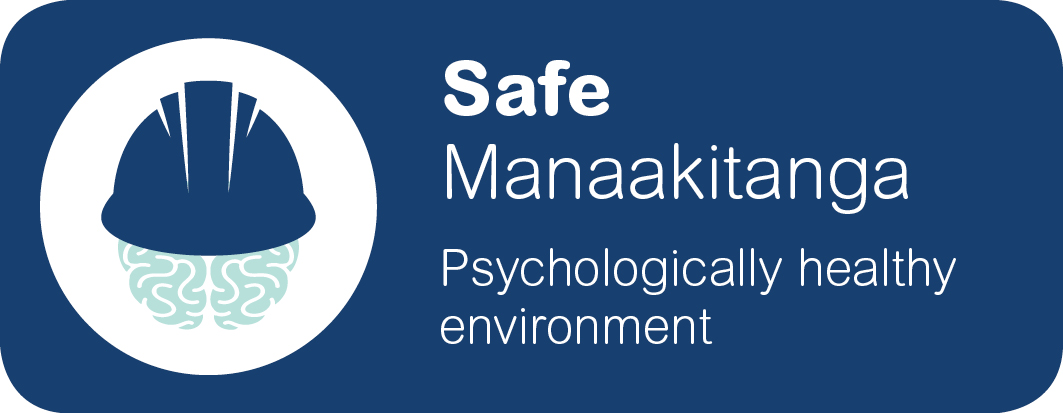 Safe
Manaakitanga
Psychologically healthy
environment